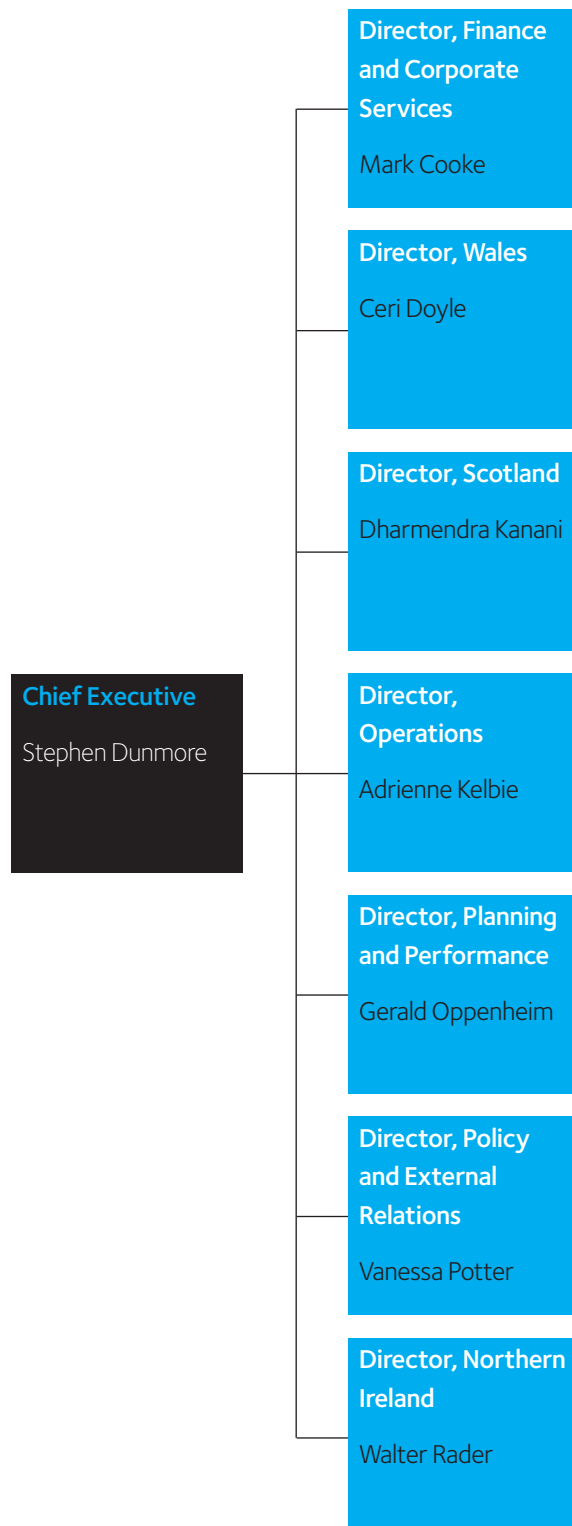 Director, Finance
and Corporate
Services
Mark Cooke
Director, Wales
Ceri Doyle
Director, Scotland
Dharmendra Kanani
Chief Executive
Stephen Dunmore
Director,
Operations
Adrienne Kelbie
Director, Planning
and Performance
Gerald Oppenheim
Director, Policy
and External
Relations
Vanessa Potter
Director, Northern
Ireland
Walter Rader